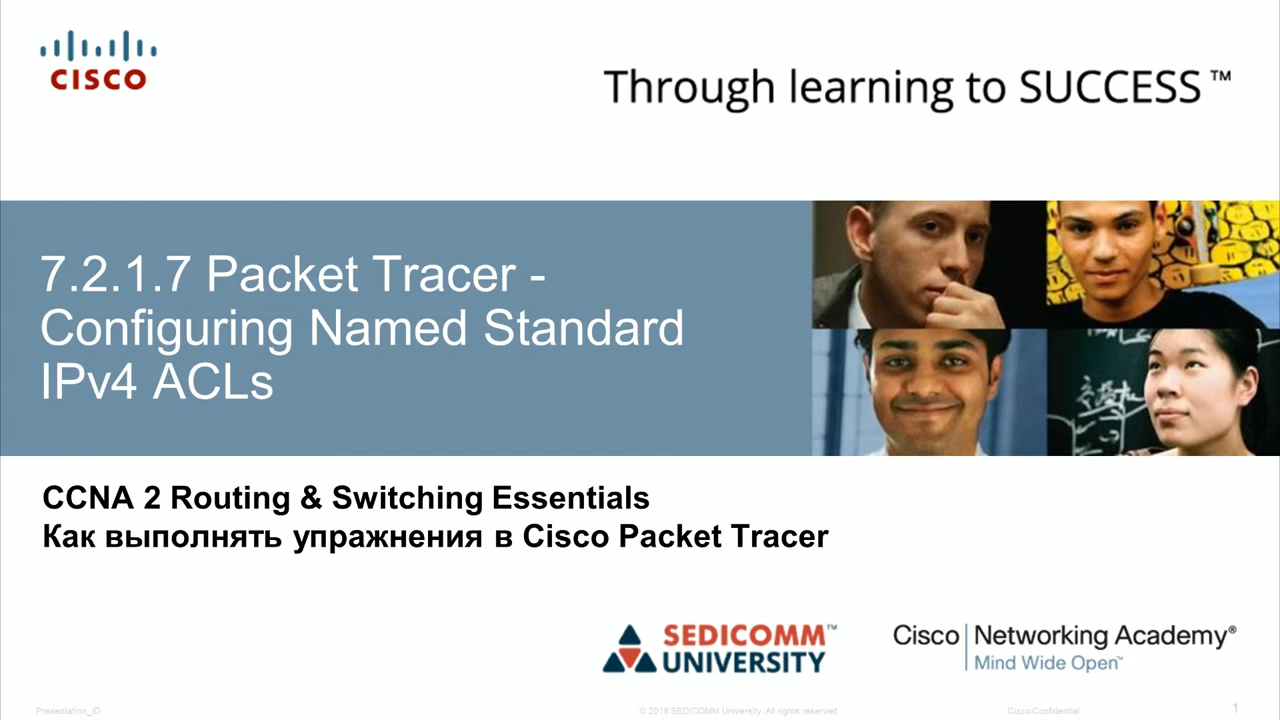 CISCO
Through learning to SUCCESS™
7.2.1.7 Packet Tracer -
Configuring Named Standard
IPv4 ACLs
CCNA 2 Routing & Switching Essentials
Как выполнять упражнения в Cisco Packet Tracer
SEDICOMM™
UNIVERSITY
Cisco Networking Academy®
Mind Wide Open™
Presentation_ID
© 2018 SEDICOMM University. All rights reserved.
Cisco Confidential
1